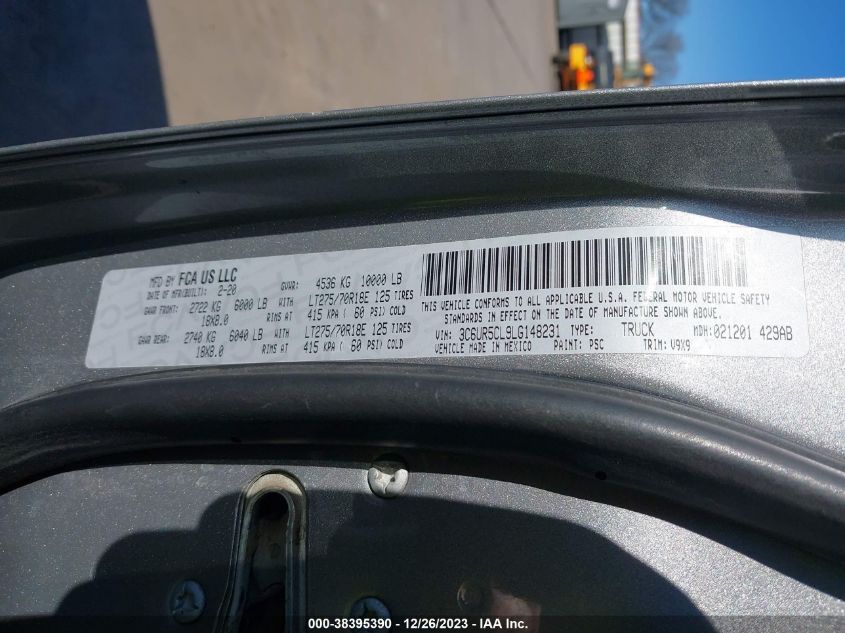 MFD BY FCA US LLC
DATE OF MFR(BUILT): 2-20 GVWR: 4536 KG 10000 LB
GAWR FRONT: 2722 KG 6000 LB WITH LT275/70R18E 125 TIRES
18X8.0 RIMS AT 415 KPA ( 60 PSI) COLD
GAWR REAR: 2740 KG 6040 LB WITH LT275/70R18E 125 TIRES
18X8.0 RIMS AT 415 KPA ( 60 PSI) COLD
THIS VEHICLE CONFORMS TO ALL APPLICABLE U.S.A. FEDERAL MOTOR VEHICLE SAFETY
STANDARDS IN EFFECT ON THE DATE OF MANUFACTURE SHOWN ABOVE.
VIN: 3C6UR5CL9LG148231 TYPE: TRUCK MDH: 021201 429AB
VEHICLE MADE IN MEXICO PAINT: PSC TRIM: V9X9
000-38395390 - 12/26/2023 - IAA Inc.